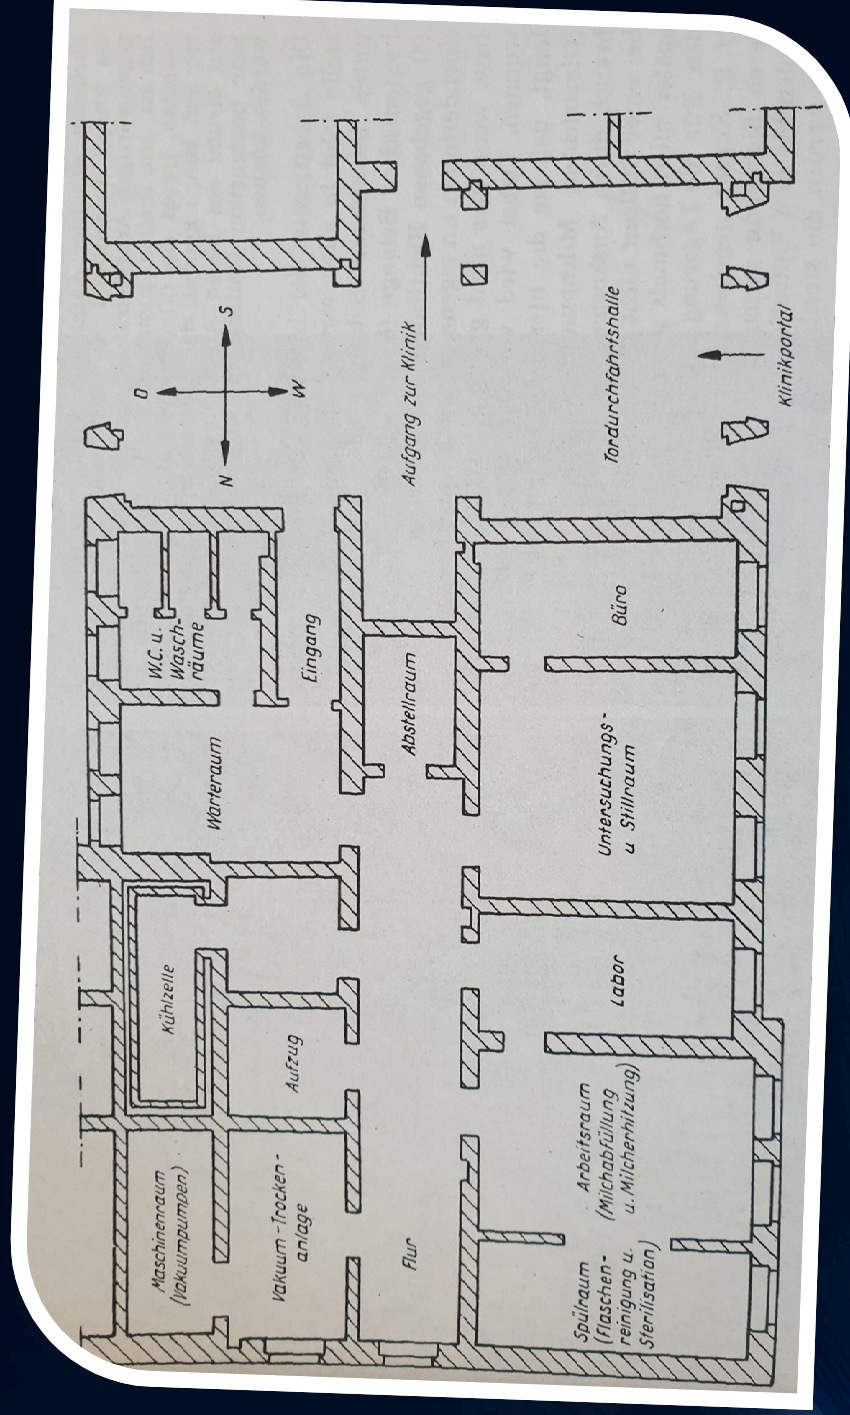 Klinikportal
Tordurchfahrtshalle
Aufgang zur Klinik
N
O
S
W
Büro
Untersuchungs-
u Stillraum
Labor
Arbeitsraum
(Milchabfüllung
u. Milcherhitzung)
Spülraum
(Flaschen-
reinigung u.
Sterilisation)
Eingang
Abstellraum
W.C. u.
Wasch-
räume
Warteraum
Kühlzelle
Aufzug
Maschinenraum
(Vakuumpumpen)
Vakuum-Trocken-
anlage
Flur